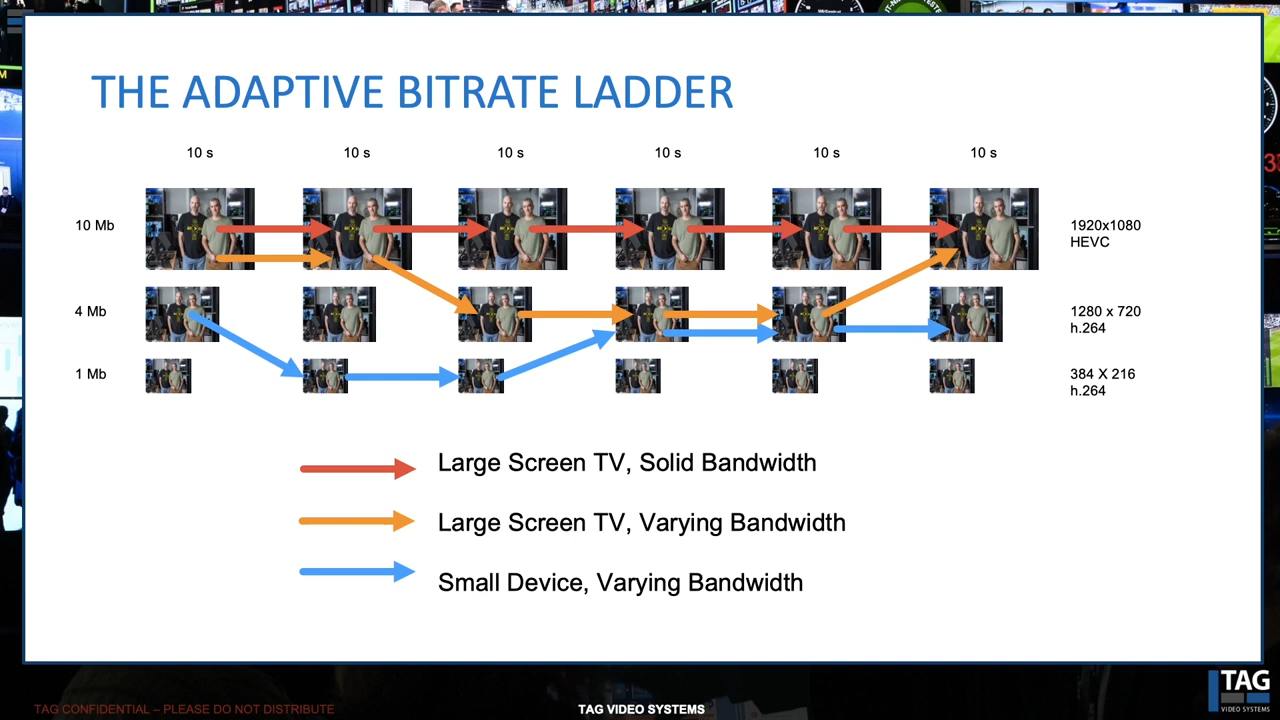 THE ADAPTIVE BITRATE LADDER
10 s 10 s 10 s 10 s 10 s 10 s
10 Mb
1920x1080
HEVC
4 Mb
1280 x 720
h.264
1 Mb
384 X 216
h.264
Large Screen TV, Solid Bandwidth
Large Screen TV, Varying Bandwidth
Small Device, Varying Bandwidth
TAG CONFIDENTIAL – PLEASE DO NOT DISTRIBUTE
TAG VIDEO SYSTEMS
TAG
VIDEO SYSTEMS